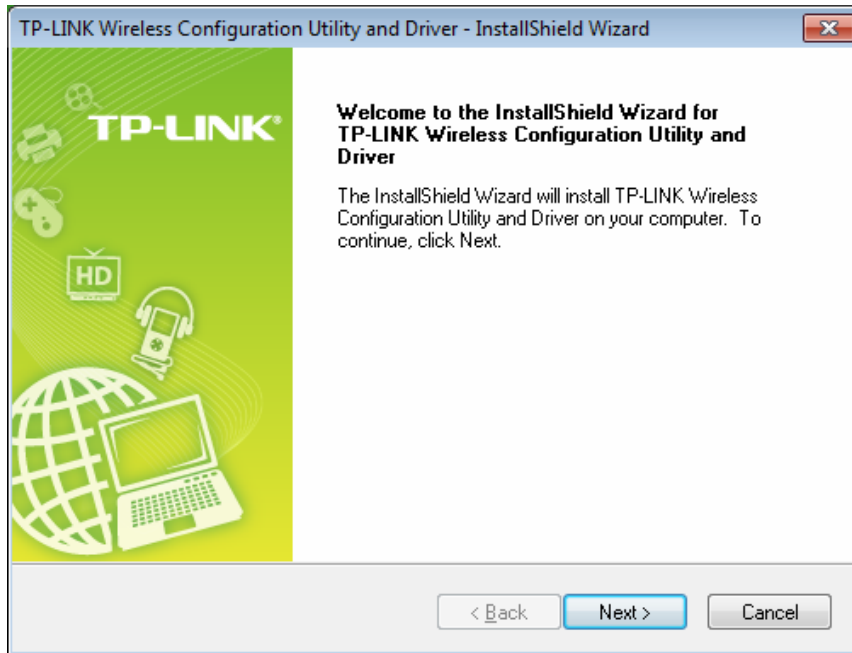 TP-LINK Wireless Configuration Utility and Driver - InstallShield Wizard
TP-LINK®
HD
Welcome to the InstallShield Wizard for
TP-LINK Wireless Configuration Utility and
Driver
The InstallShield Wizard will install TP-LINK Wireless
Configuration Utility and Driver on your computer.  To
continue, click Next.
< Back
Next >
Cancel